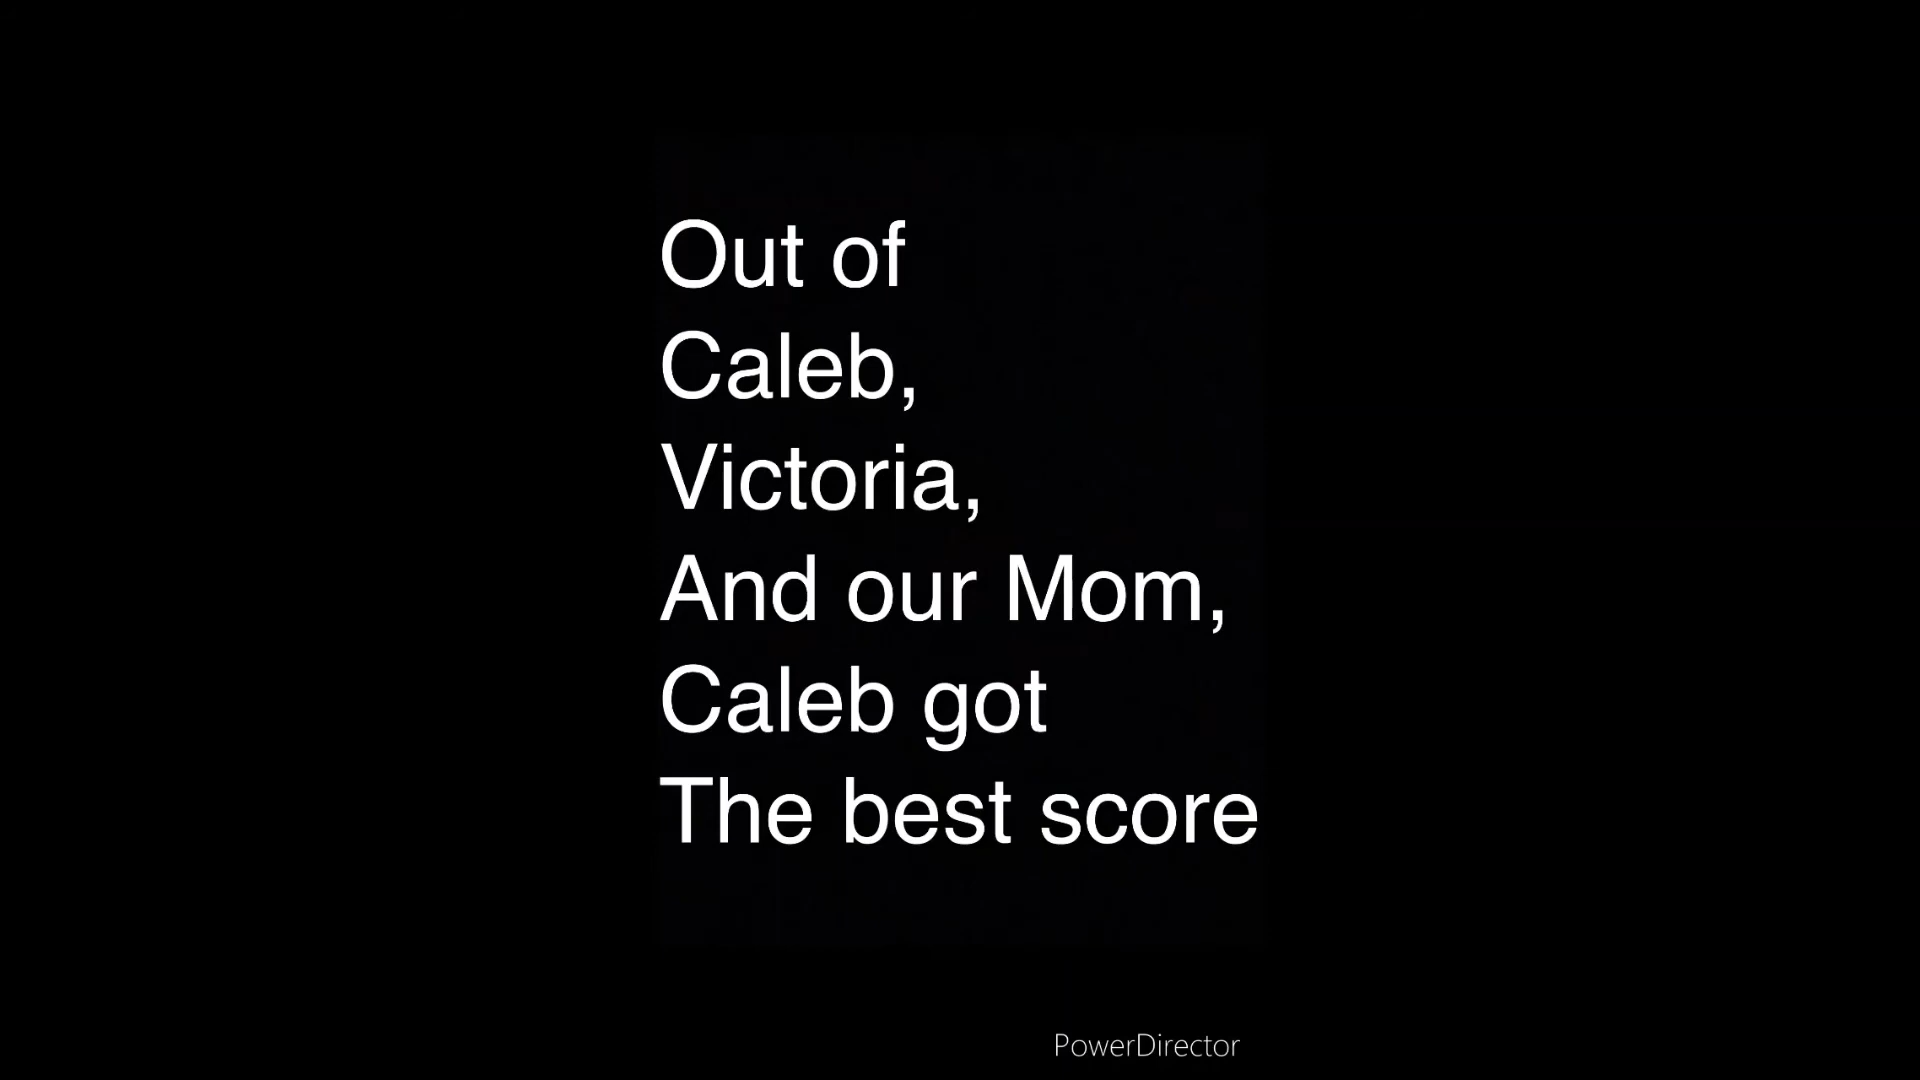 Out of
Caleb,
Victoria,
And our Mom,
Caleb got
The best score
PowerDirector